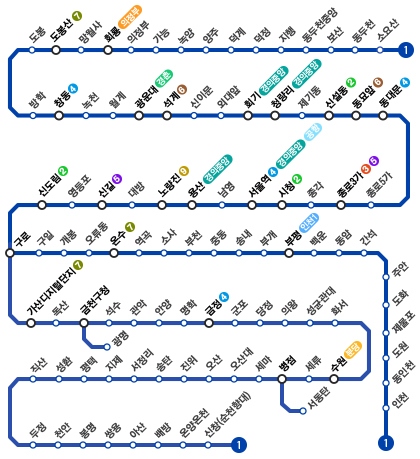 도봉 도봉산 7 망월사 회룡 의정부 의정부 가능 녹양 양주 덕계 덕정 지행 동두천중앙 보산 동두천 소요산 1
방학 창동 4 녹천 월계 광운대 경춘 석계 6 신이문 외대앞 회기 경의중앙 청량리 경의중앙 제기동 신설동 2 동묘앞 6 동대문 4
신도림 2 영등포 신길 5 대방 노량진 9 용산 경의중앙 남영 서울역 4 경의중앙 공항 시청 2 종각 종로3가 3 5 종로5가
구로 구일 개봉 오류동 온수 7 역곡 소사 부천 중동 송내 부개 부평 인천1 백운 동암 간석
주안
도화
제물포
도원
동인천
인천
1
가산디지털단지 7 독산 금천구청 석수 관악 안양 명학 금정 4 군포 당정 의왕 성균관대 화서
광명
직산 성환 평택 지제 서정리 송탄 진위 오산 오산대 세마 병점 세류 수원 분당
서동탄
두정 천안 봉명 쌍용 아산 배방 온양온천 신창(순천향대) 1